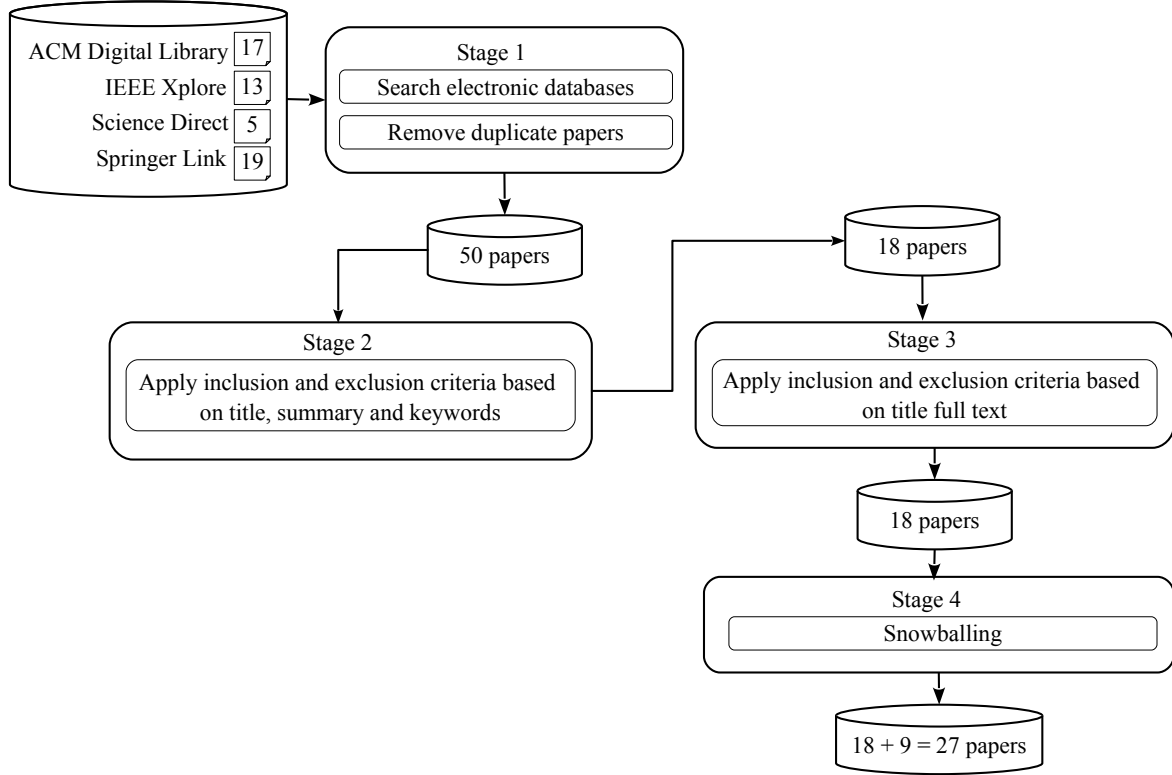 ACM Digital Library 17
IEEE Xplore 13
Science Direct 5
Springer Link 19
Stage 1
Search electronic databases
Remove duplicate papers
50 papers
Stage 2
Apply inclusion and exclusion criteria based
on title, summary and keywords
18 papers
Stage 3
Apply inclusion and exclusion criteria based
on title full text
18 papers
Stage 4
Snowballing
18 + 9 = 27 papers